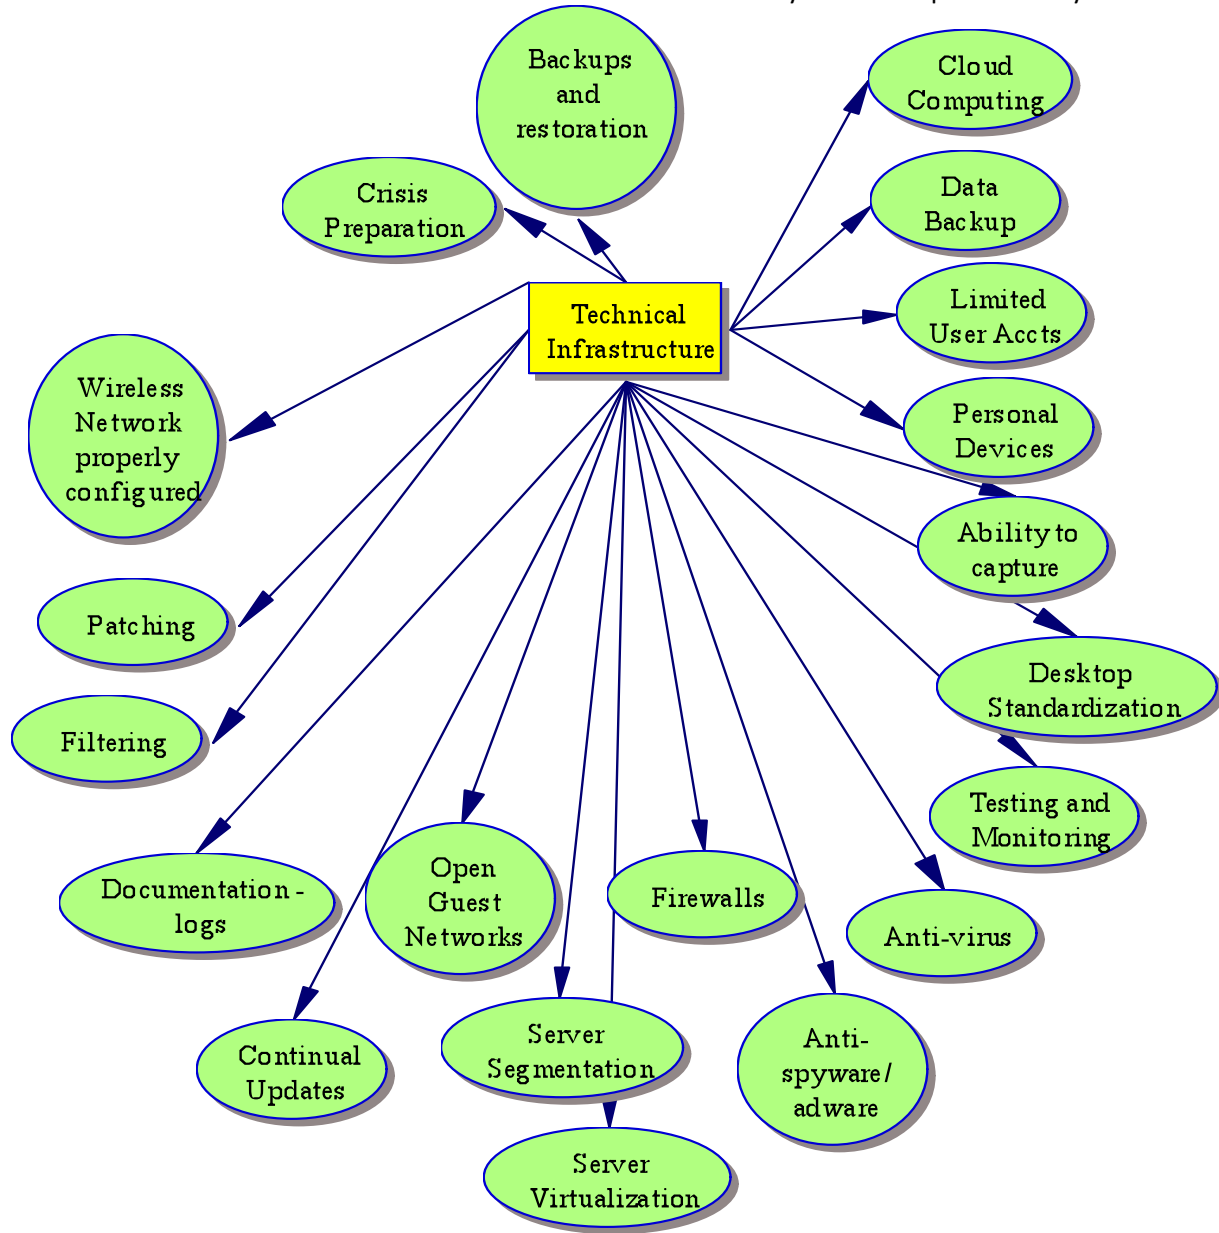 Backups
and
restoration
Cloud
Computing
Crisis
Preparation
Data
Backup
Technical
Infrastructure
Limited
User Accts
Wireless
Network
properly
configured
Personal
Devices
Ability to
capture
Patching
Desktop
Standardization
Filtering
Testing and
Monitoring
Documentation -
logs
Open
Guest
Networks
Firewalls
Anti-virus
Continual
Updates
Server
Segmentation
Anti-
spyware/
adware
Server
Virtualization